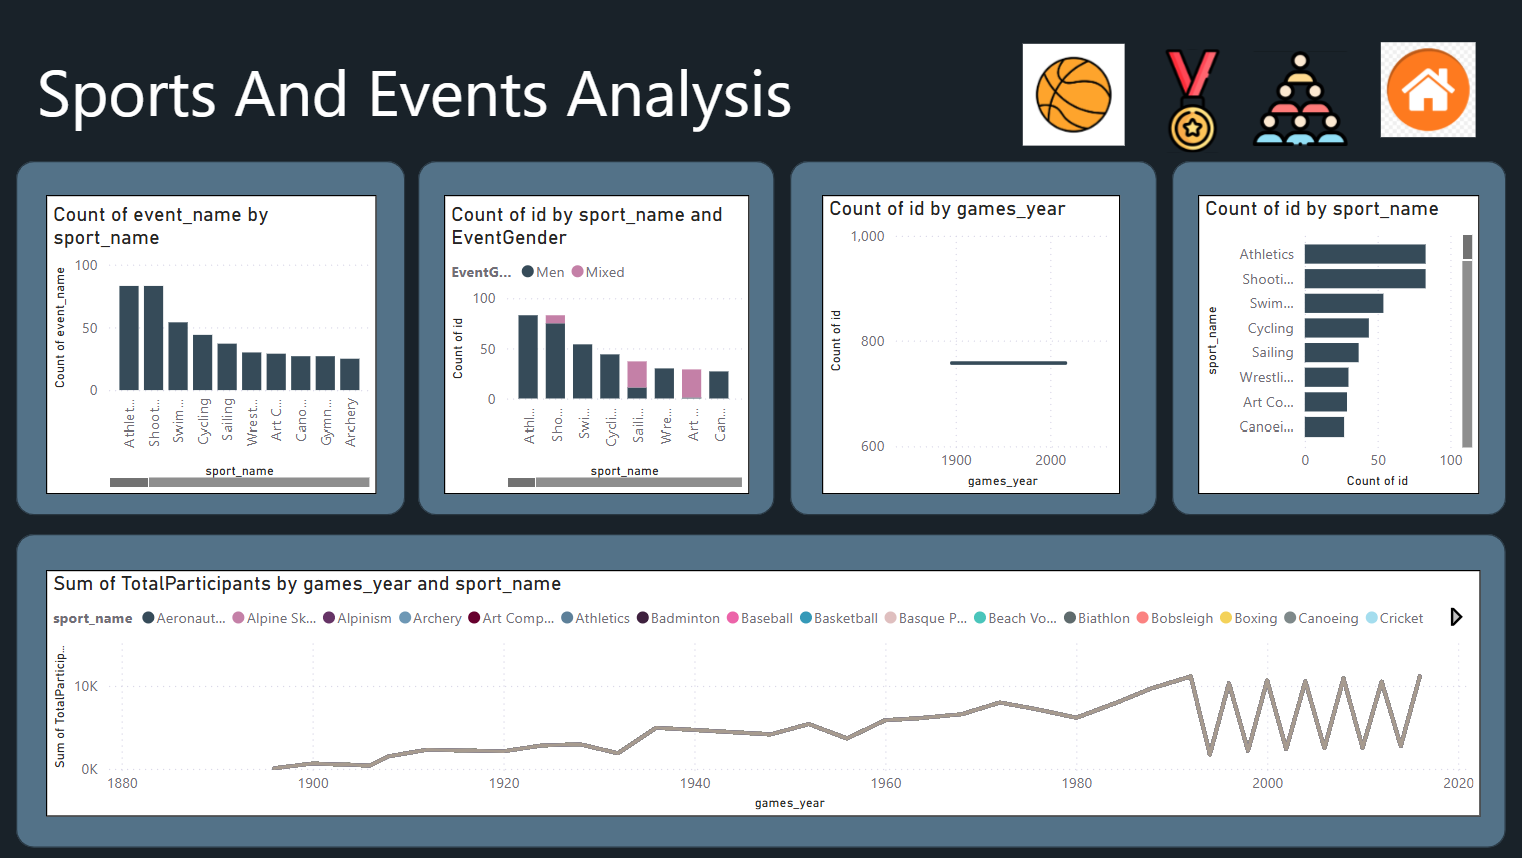 Sports And Events Analysis
Count of event_name by
sport_name
Count of event_name
100
50
0
Athlet...
Shoot...
Swim...
Cycling
Sailing
Wrest...
Art C...
Cano...
Gymn...
Archery
sport_name
Count of id by sport_name and
EventGender
EventG... Men Mixed
Count of id
100
50
0
Athl...
Sho...
Swi...
Cycli...
Saili...
Wre...
Art ...
Can...
sport_name
Count of id by games_year
Count of id
1,000
800
600
1900 2000
games_year
Count of id by sport_name
sport_name
Athletics
Shooti...
Swim...
Cycling
Sailing
Wrestli...
Art Co...
Canoei...
0 50 100
Count of id
Sum of TotalParticipants by games_year and sport_name
sport_name Aeronaut... Alpine Sk... Alpinism Archery Art Comp... Athletics Badminton Baseball Basketball Basque P... Beach Vo... Biathlon Bobsleigh Boxing Canoeing Cricket
Sum of TotalParticip...
10K
0K
1880 1900 1920 1940 1960 1980 2000 2020
games_year